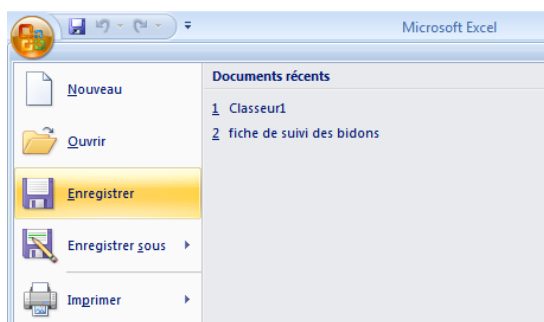 Microsoft Excel
Nouveau
Ouvrir
Enregistrer
Enregistrer sous
Imprimer
Documents récents
1 Classeur1
2 fiche de suivi des bidons